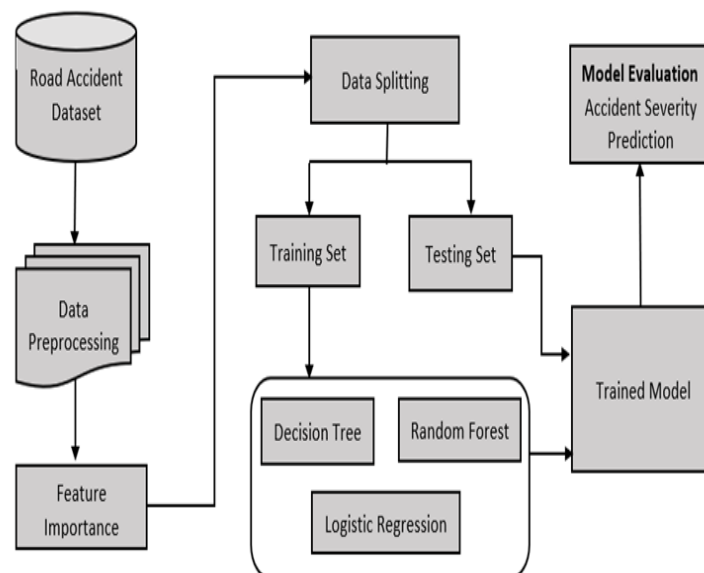 Road Accident
Dataset
Data
Preprocessing
Feature
Importance
Data Splitting
Training Set
Testing Set
Decision Tree
Random Forest
Logistic Regression
Trained Model
Model Evaluation
Accident Severity
Prediction